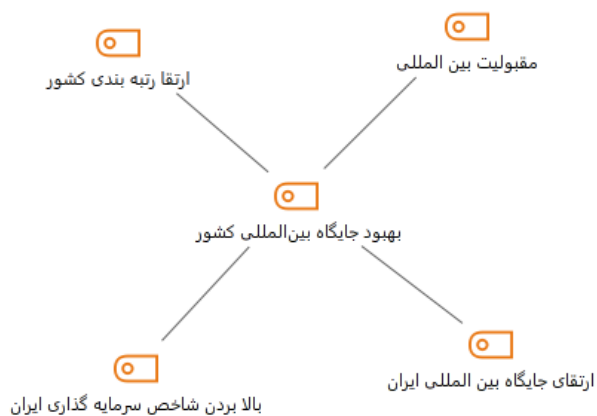 مقبولیت بین المللی
ارتقا رتبه بندی کشور
بهبود جایگاه بین‌المللی کشور
ارتقای جایگاه بین المللی ایران
بالا بردن شاخص سرمایه گذاری ایران